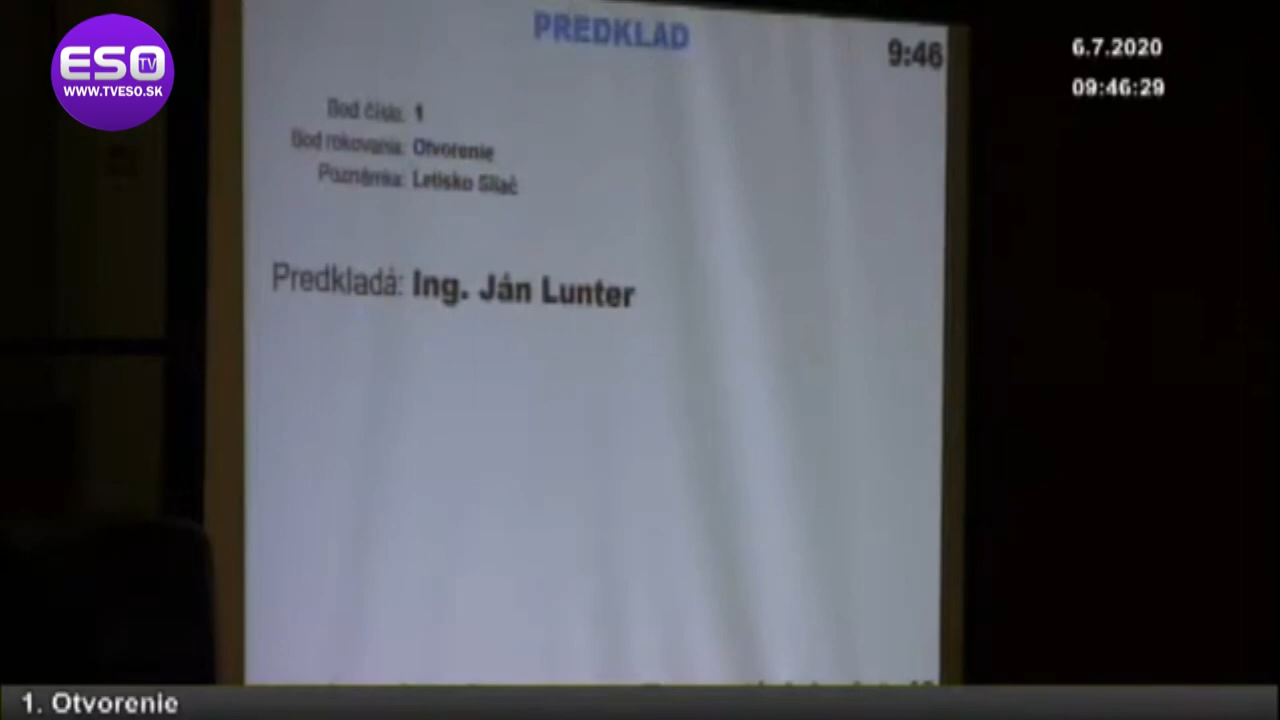 ESO TV
WWW.TVESO.SK
6.7.2020
09:46:29
PREDKLAD
9:46
Bod číslo: 1
Bod rokovania: Otvorenie
Poznámka: Letisko Sliač
Predkladá: Ing. Ján Lunter
1. Otvorenie